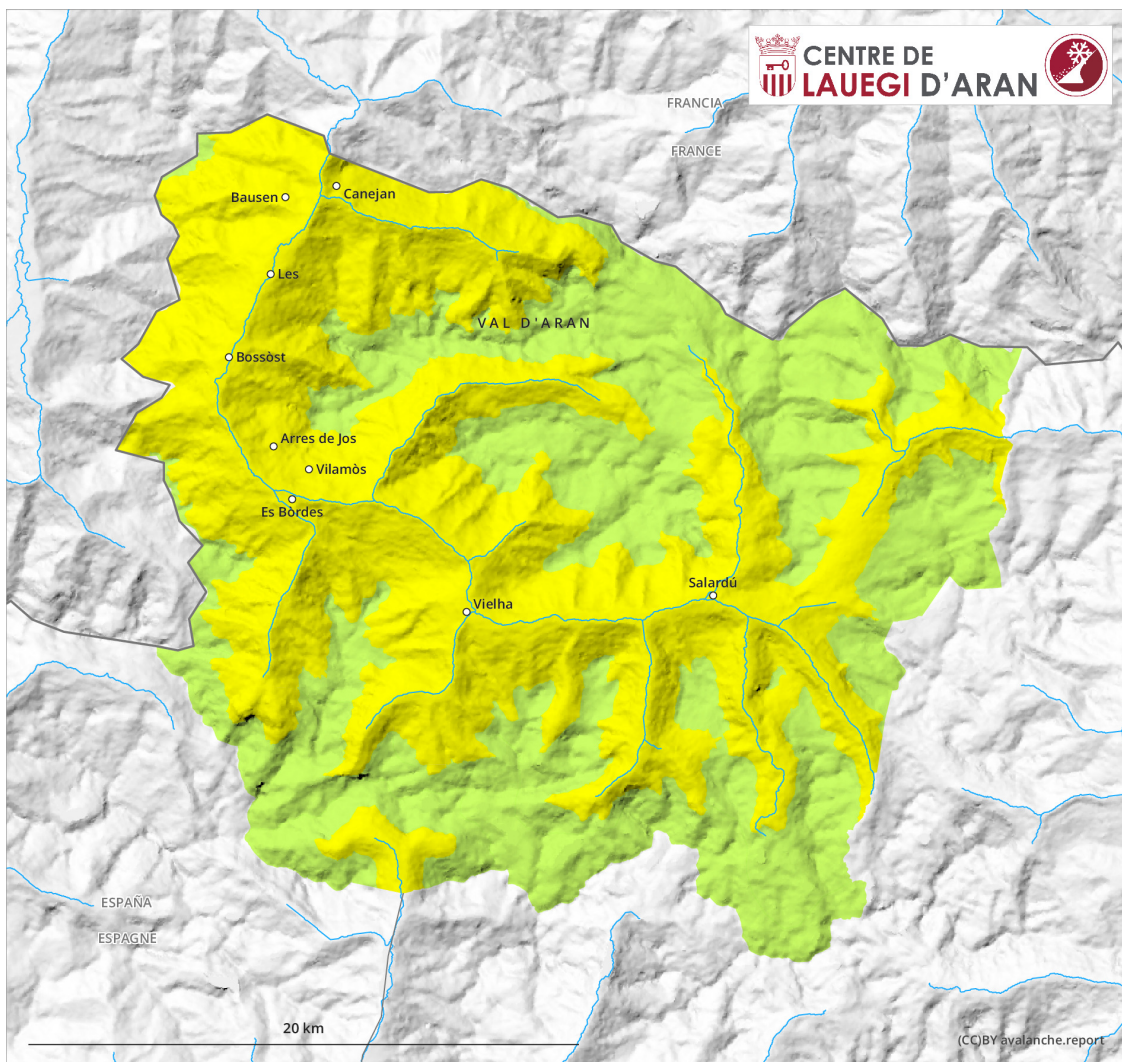 CENTRE DE
LAUEGI D'ARAN
FRANCIA
FRANCE
Canejan
Bausen
Les
VAL D'ARAN
Bossòst
Arres de Jos
Vilamòs
Es Bòrdes
Salardú
Vielha
ESPAÑA
ESPAGNE
20 km
(CC)BY avalanche.report